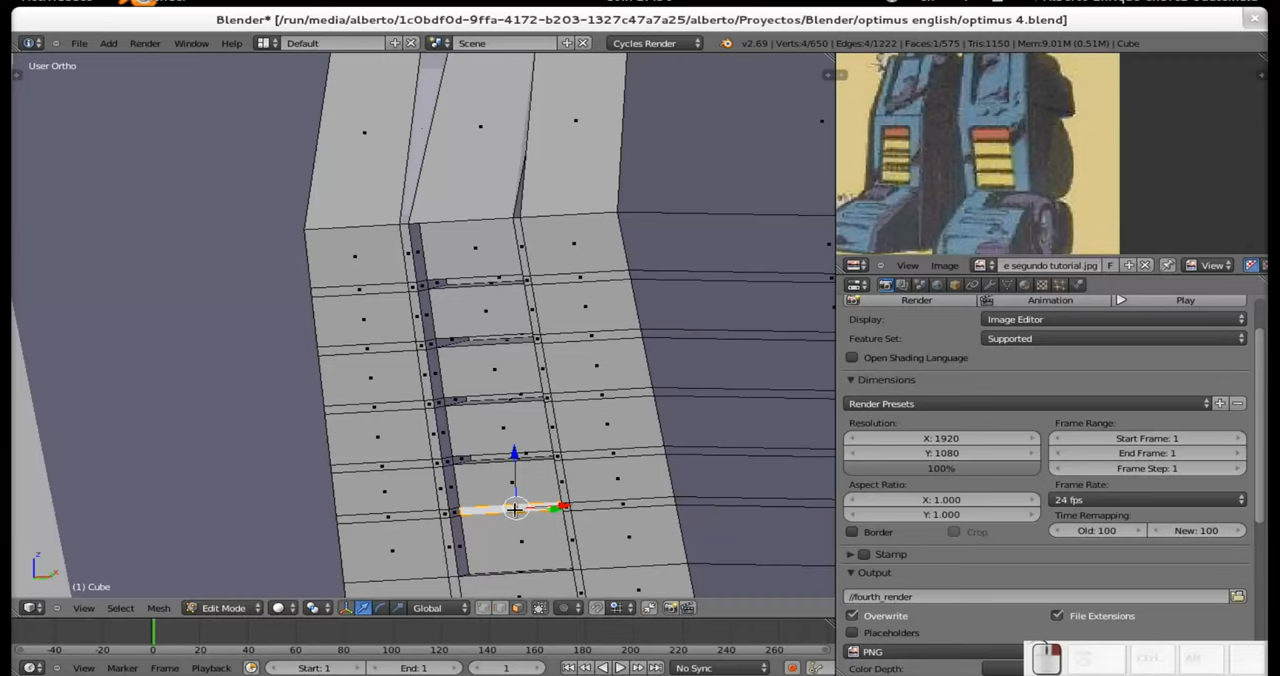 Blender* [/run/media/alberto/1c0bdf0d-9ffa-4172-b203-1327c47a7a25/alberto/Proyectos/Blender/optimus english/optimus 4.blend]
File Add Render Window Help Default Scene Cycles Render v2.69 | Verts:4/650 | Edges:4/1222 | Faces:1/575 | Tris:1150 | Mem:9.01M (0.51M) | Cube
User Ortho
View Image e segundo tutorial.jpg F View
Render Animation Play
Display: Image Editor
Feature Set: Supported
Open Shading Language
Dimensions
Render Presets
Resolution: Frame Range:
X: 1920 Start Frame: 1
Y: 1080 End Frame: 1
100% Frame Step: 1
Aspect Ratio: Frame Rate:
X: 1.000 24 fps
Y: 1.000 Time Remapping:
Border Crop Old: 100 New: 100
Stamp
Output
z
x
(1) Cube
//fourth_render
View Select Mesh Edit Mode Global
Overwrite File Extensions
Placeholders
-40 -20 0 20 40 60 80 100 120 140 160 180 200 220 240 260
PNG
View Marker Frame Playback Start: 1 End: 1 1 No Sync
Color Depth:
Ctrl Alt